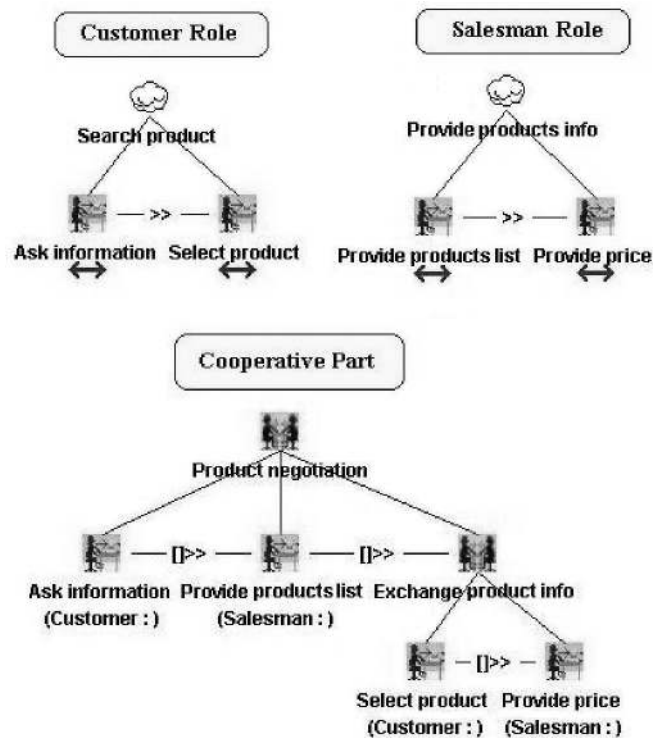 Customer Role
Salesman Role
Search product
Provide products info
>>
>>
Ask information
Select product
Provide products list
Provide price
Cooperative Part
Product negotiation
[]>>
[]>>
Ask information
Provide products list
Exchange product info
(Customer : )
(Salesman : )
[]>>
Select product
Provide price
(Customer : )
(Salesman : )